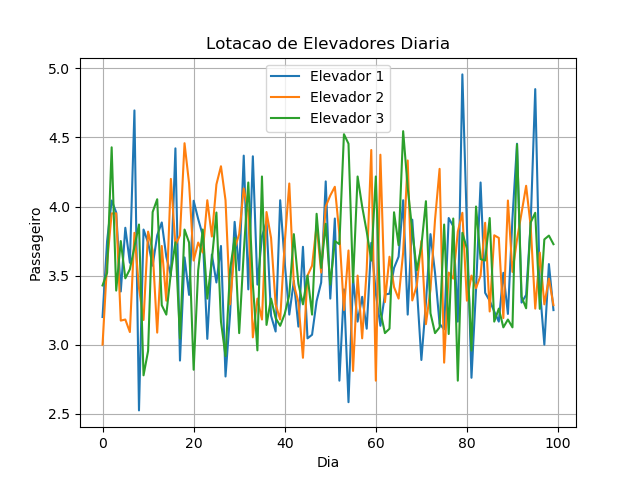 Lotacao de Elevadores Diaria
Elevador 1
Elevador 2
Elevador 3
Passageiro
5.0
4.5
4.0
3.5
3.0
2.5
0 20 40 60 80 100
Dia